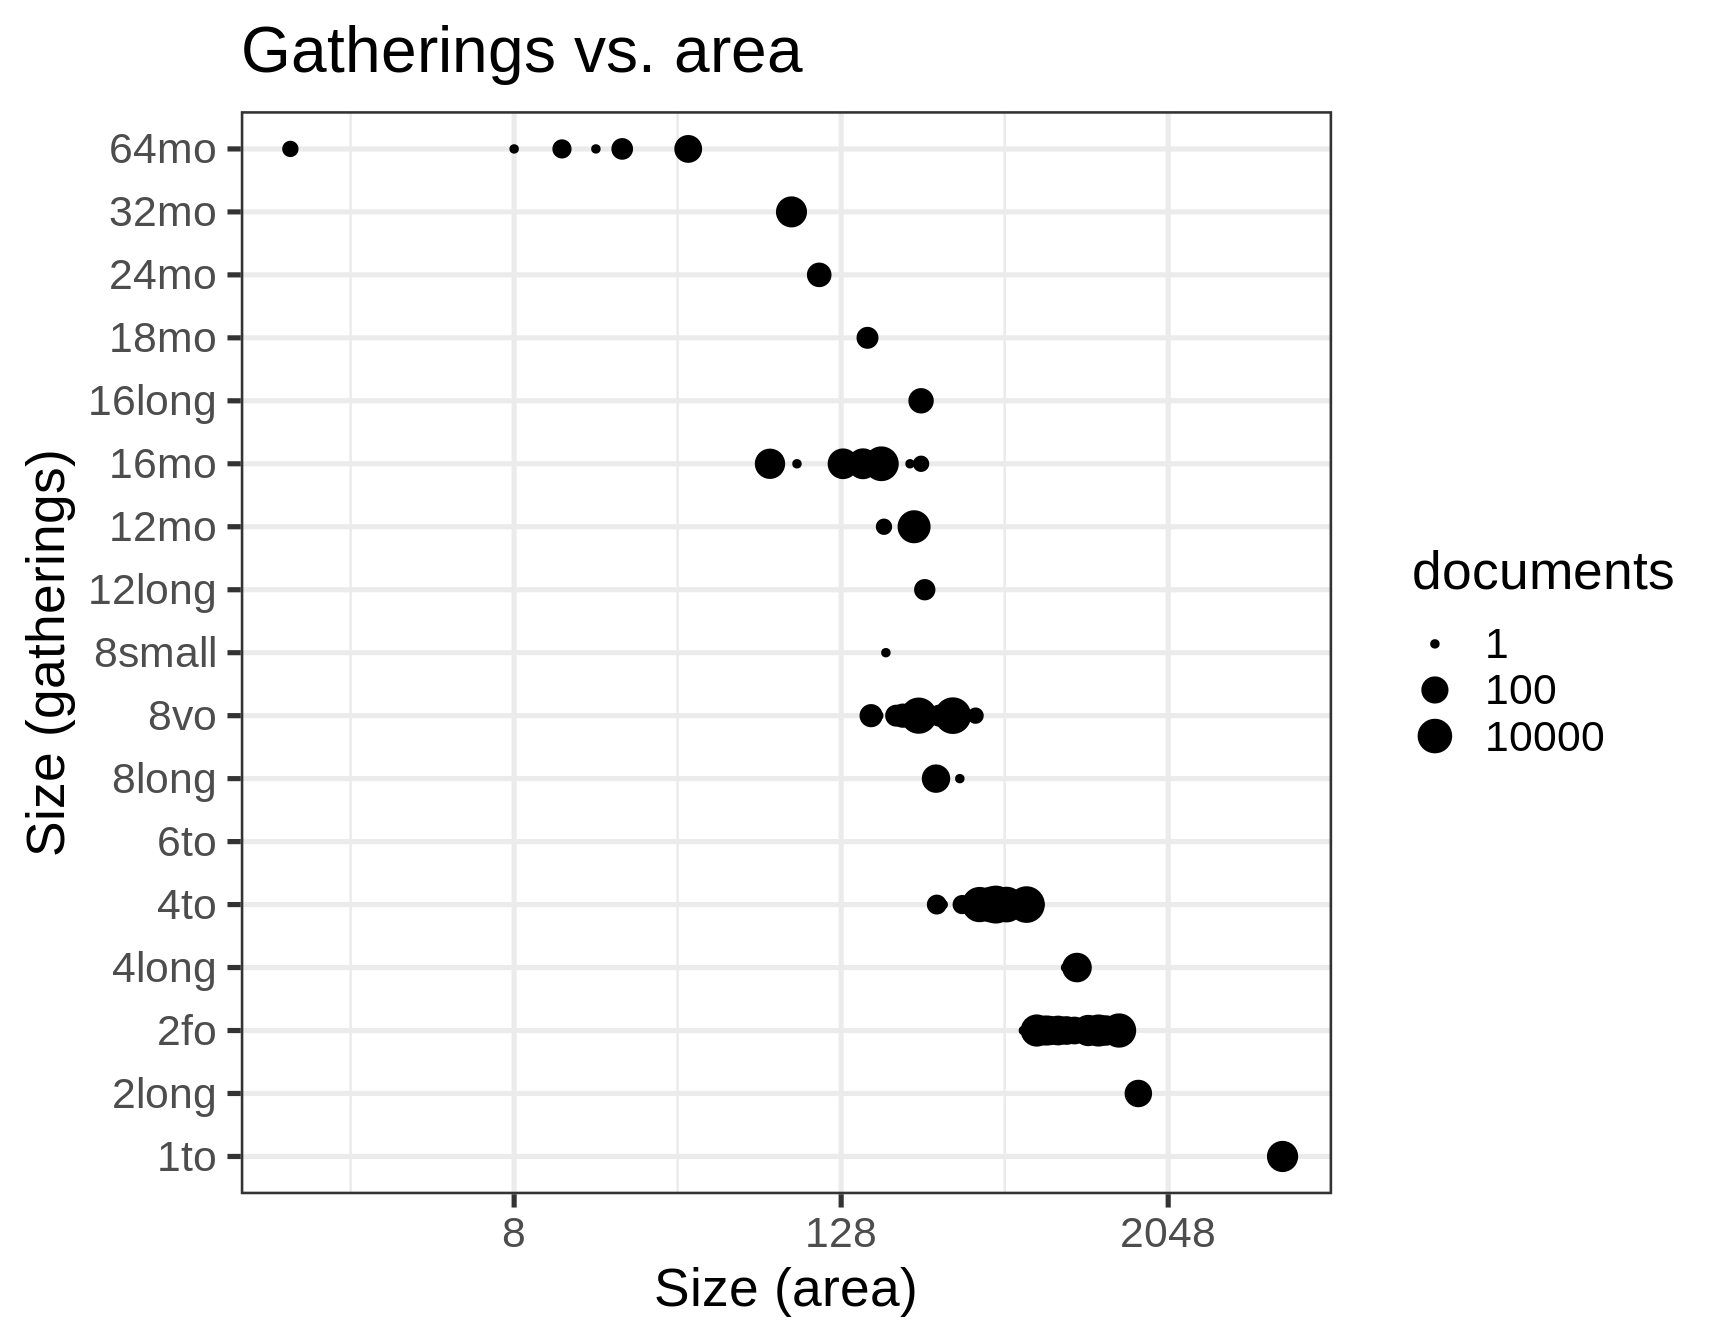 Gatherings vs. area
64mo
32mo
24mo
18mo
16long
16mo
12mo
12long
8small
8vo
8long
6to
4to
4long
2fo
2long
1to
Size (gatherings)
8
128
2048
Size (area)
documents
1
100
10000